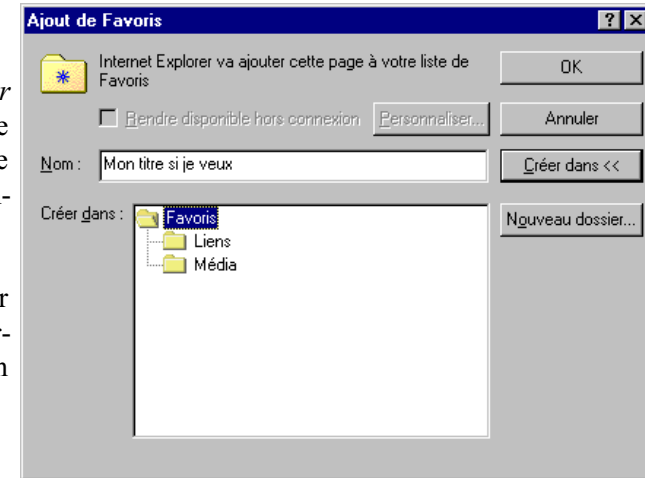 Ajout de Favoris
Internet Explorer va ajouter cette page à votre liste de
Favoris
Rendre disponible hors connexion
Personnaliser...
OK
Annuler
Nom :
Mon titre si je veux
Créer dans <<
Créer dans :
Favoris
Liens
Média
Nouveau dossier...